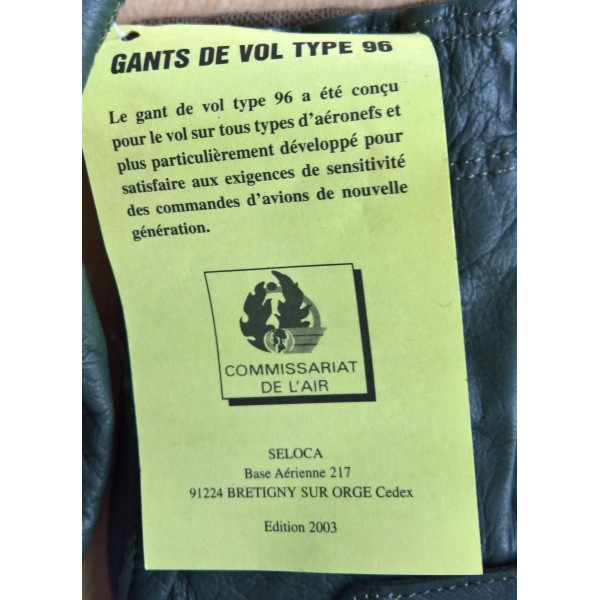 GANTS DE VOL TYPE 96
Le gant de vol type 96 a été conçu
pour le vol sur tous types d'aéronefs et
plus particulièrement développé pour
satisfaire aux exigences de sensitivité
des commandes d'avions de nouvelle
génération.
COMMISSARIAT
DE L'AIR
SELOCA
Base Aérienne 217
91224 BRETIGNY SUR ORGE Cedex
Edition 2003